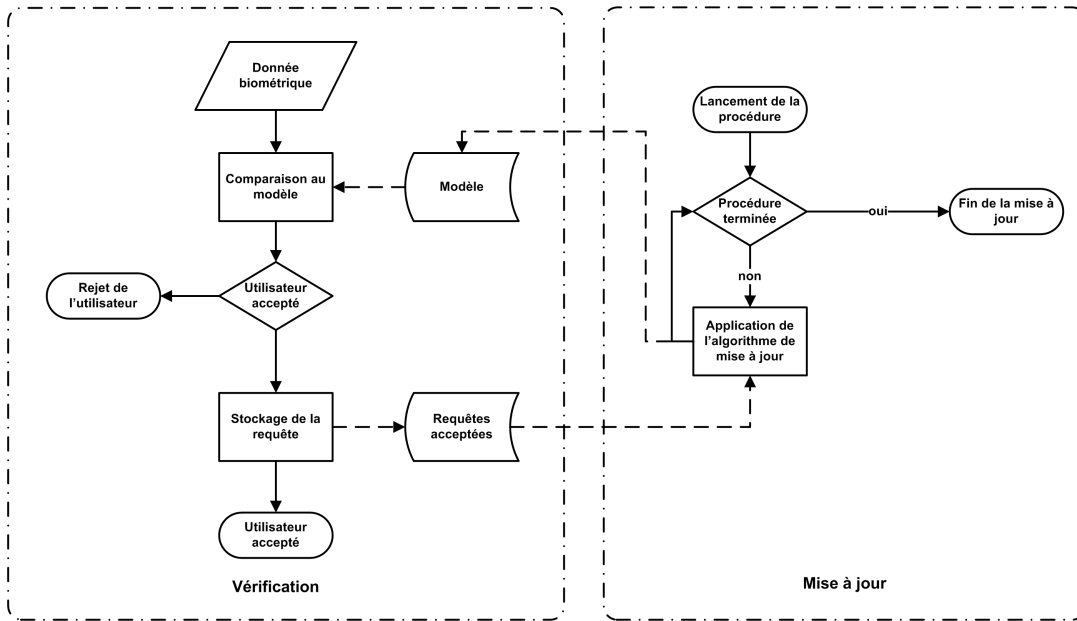 Donnée
biométrique
Comparaison au
modèle
Modèle
Rejet de
l'utilisateur
Utilisateur
accepté
Stockage de la
requête
Requêtes
acceptées
Utilisateur
accepté
Vérification
Lancement de la
procédure
Procédure
terminée
oui
Fin de la mise à
jour
non
Application de
l'algorithme de
mise à jour
Mise à jour